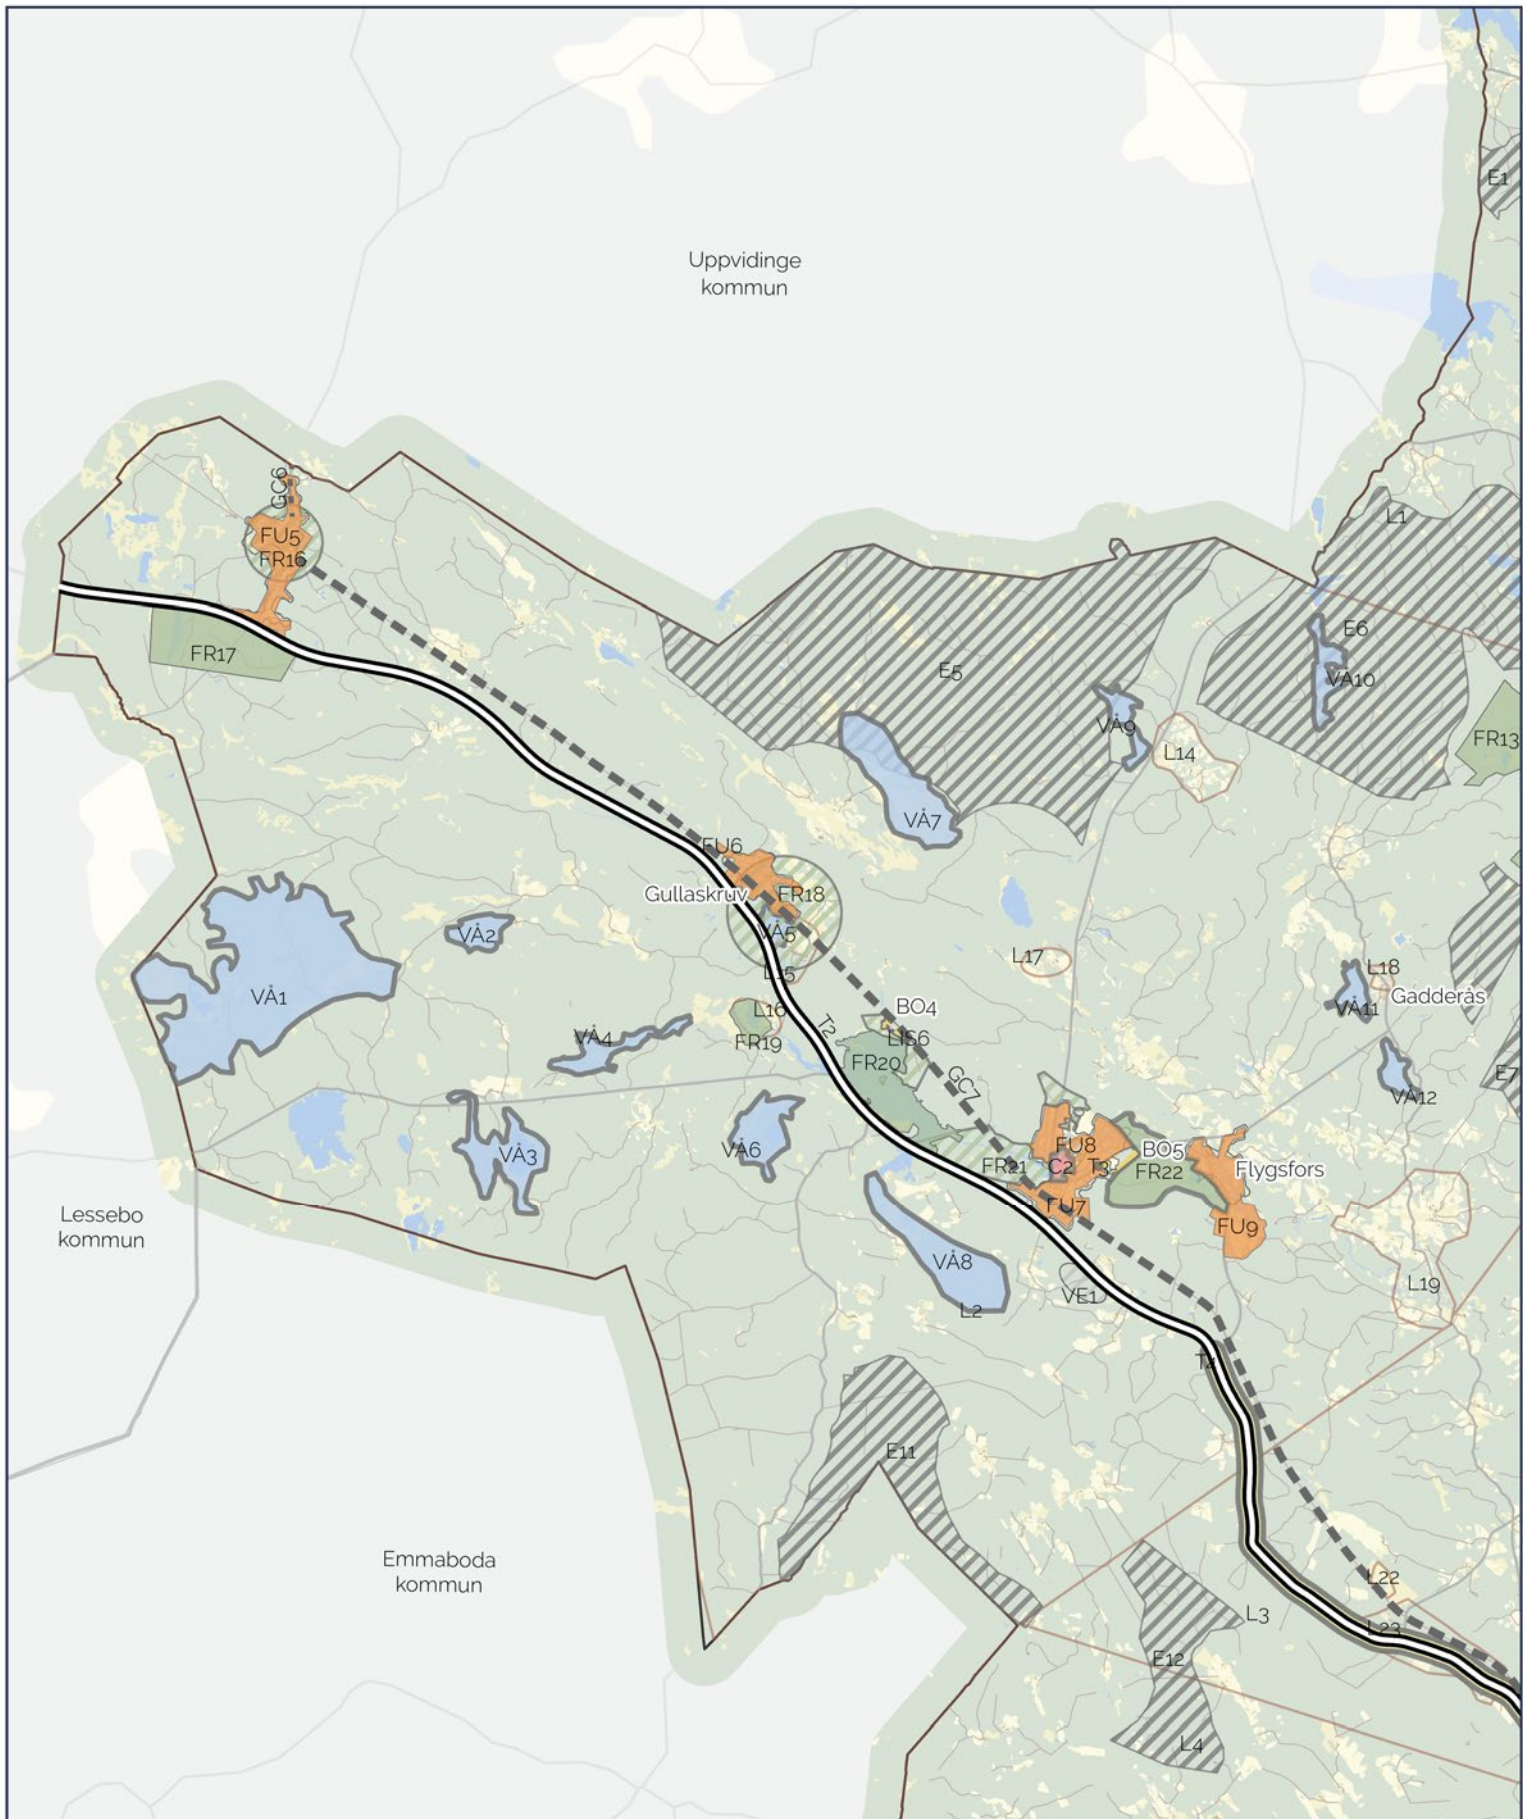 E1
Uppvidinge
kommun
GC6
FU5
FR16
L1
E6
FR17
E5
VÅ10
VÅ9
FR13
L14
VÅ7
FU6
Gullaskruv
FR18
VÅ2
VÅ5
L17
L15
L18
VÅ1
Gadderås
L16
BO4
VÅ11
T2
VÅ4
FR19
LIS6
FR20
E7
GC7
VÅ12
FU8
VÅ3
VÅ6
BO5
FR21
C2
T3
FR22
Flygsfors
FU7
Lessebo
kommun
FU9
VÅ8
L19
VE1
L2
T4
E11
Emmaboda
kommun
L22
L3
L23
E12
L4